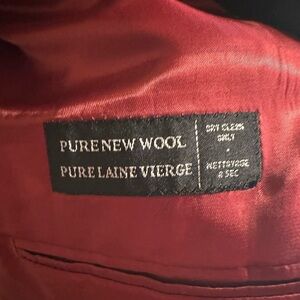 PURE NEW WOOL
PURE LAINE VIERGE
DRY CLEAN
ONLY
•
NETTOYAGE
A SEC